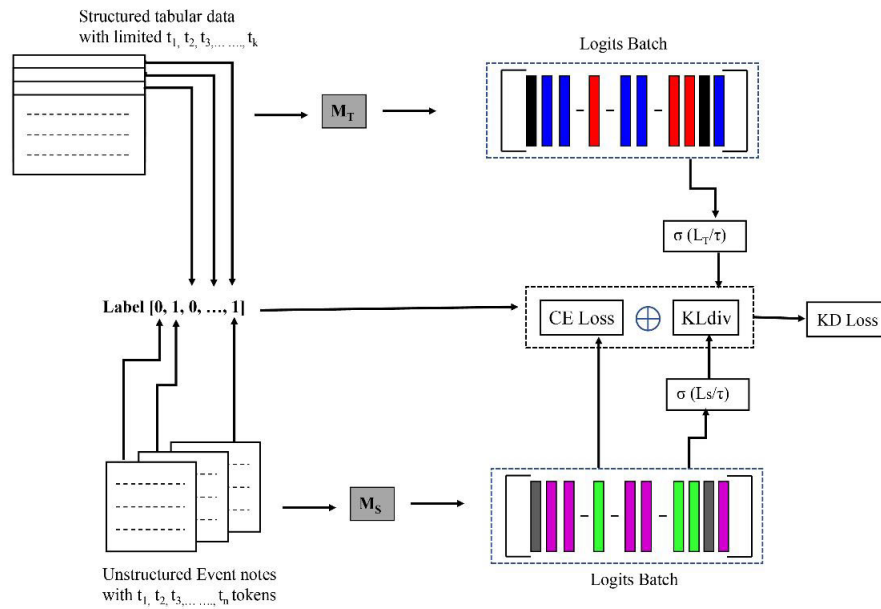 Structured tabular data
with limited t1, t2, t3,... ...., tk
Logits Batch
MT
σ (LT/τ)
Label [0, 1, 0, ..., 1]
CE Loss
KLdiv
KD Loss
σ (Ls/τ)
MS
Unstructured Event notes
with t1, t2, t3,... ...., tn tokens
Logits Batch